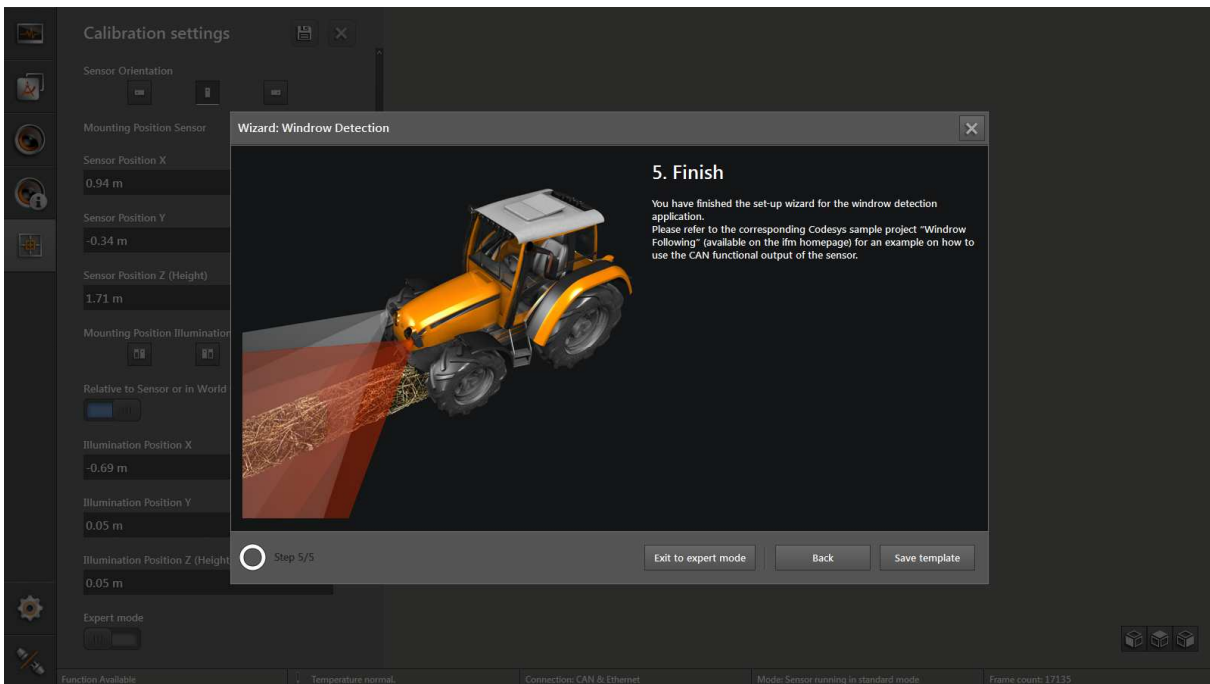 Calibration settings
Sensor Orientation
Mounting Position Sensor
Sensor Position X
0.94 m
Sensor Position Y
-0.34 m
Sensor Position Z (Height)
1.71 m
Mounting Position Illumination
Relative to Sensor or in World
Illumination Position X
-0.69 m
Illumination Position Y
0.05 m
Illumination Position Z (Height
0.05 m
Expert mode
Wizard: Windrow Detection
5. Finish
You have finished the set-up wizard for the windrow detection
application.
Please refer to the corresponding Codesys sample project "Windrow
Following" (available on the ifm homepage) for an example on how to
use the CAN functional output of the sensor.
Step 5/5
Exit to expert mode
Back
Save template
Function Available
Temperature normal.
Connection: CAN & Ethernet
Mode: Sensor running in standard mode
Frame count: 17135